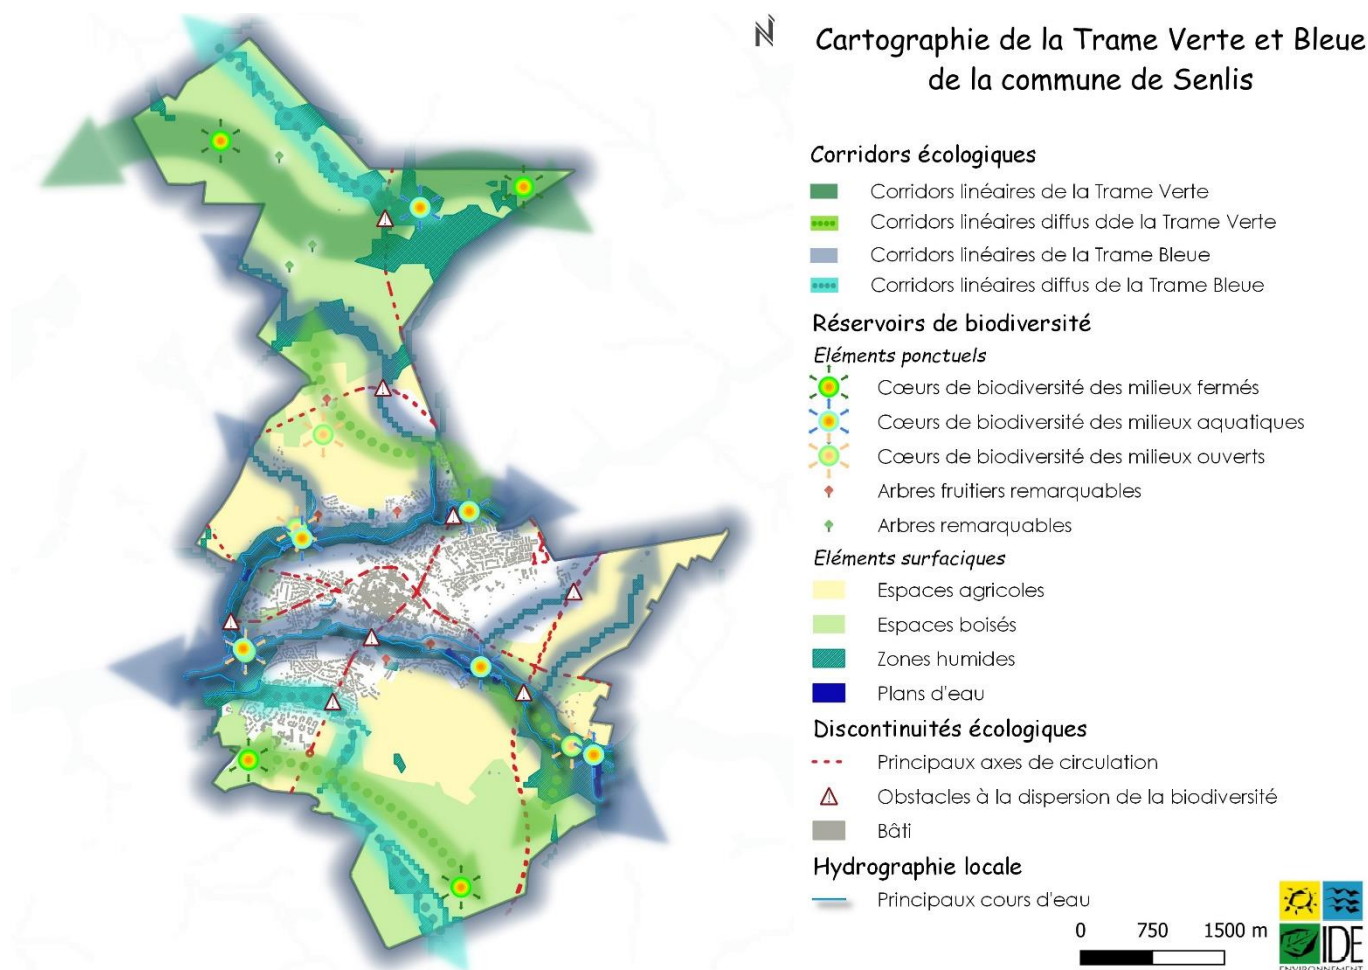 N
Cartographie de la Trame Verte et Bleue
de la commune de Senlis
Corridors écologiques
Corridors linéaires de la Trame Verte
Corridors linéaires diffus dde la Trame Verte
Corridors linéaires de la Trame Bleue
Corridors linéaires diffus de la Trame Bleue
Réservoirs de biodiversité
Eléments ponctuels
Cœurs de biodiversité des milieux fermés
Cœurs de biodiversité des milieux aquatiques
Cœurs de biodiversité des milieux ouverts
Arbres fruitiers remarquables
Arbres remarquables
Eléments surfaciques
Espaces agricoles
Espaces boisés
Zones humides
Plans d'eau
Discontinuités écologiques
Principaux axes de circulation
Obstacles à la dispersion de la biodiversité
Bâti
Hydrographie locale
Principaux cours d'eau
0 750 1500 m
IDE
ENVIRONNEMENT